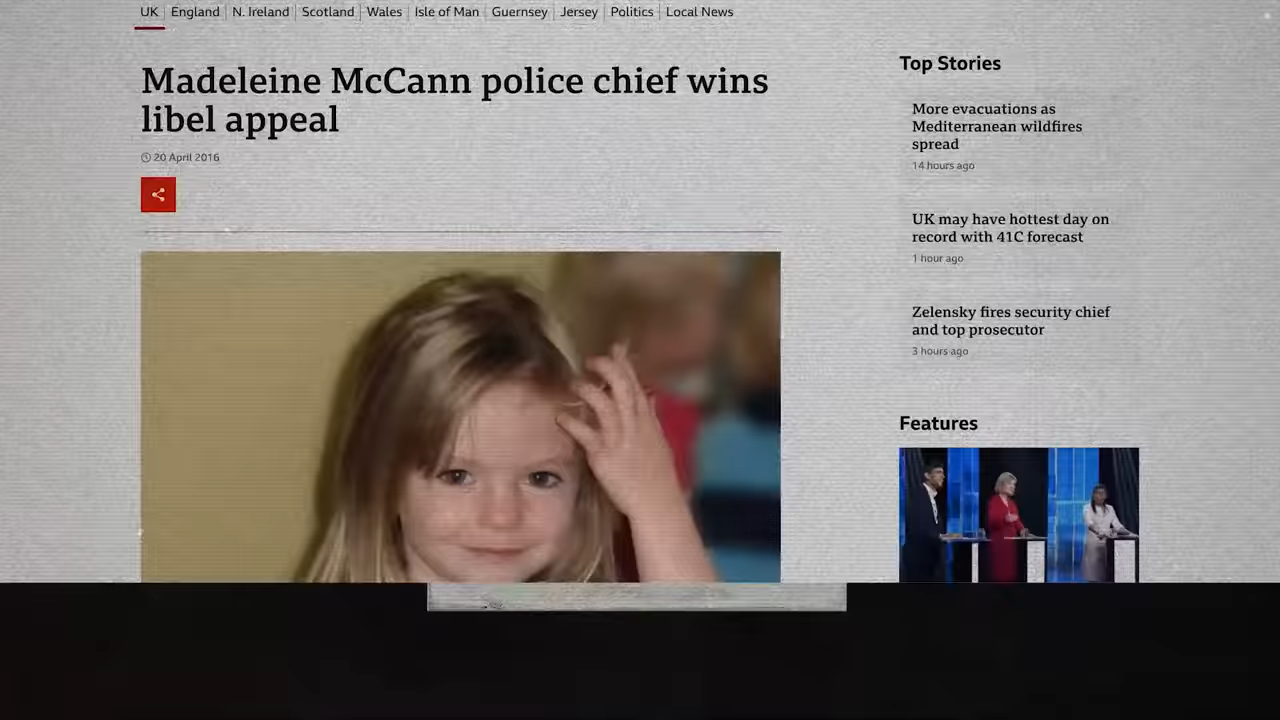 UK England N. Ireland Scotland Wales Isle of Man Guernsey Jersey Politics Local News
Madeleine McCann police chief wins
libel appeal
20 April 2016
Top Stories
More evacuations as
Mediterranean wildfires
spread
14 hours ago
UK may have hottest day on
record with 41C forecast
1 hour ago
Zelensky fires security chief
and top prosecutor
3 hours ago
Features